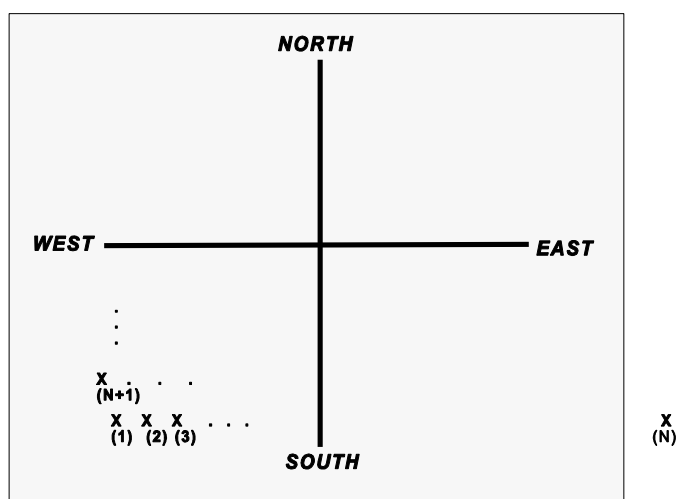 NORTH
WEST
EAST
X . . .
(N+1)
X X X . . . X
(1) (2) (3) (N)
SOUTH